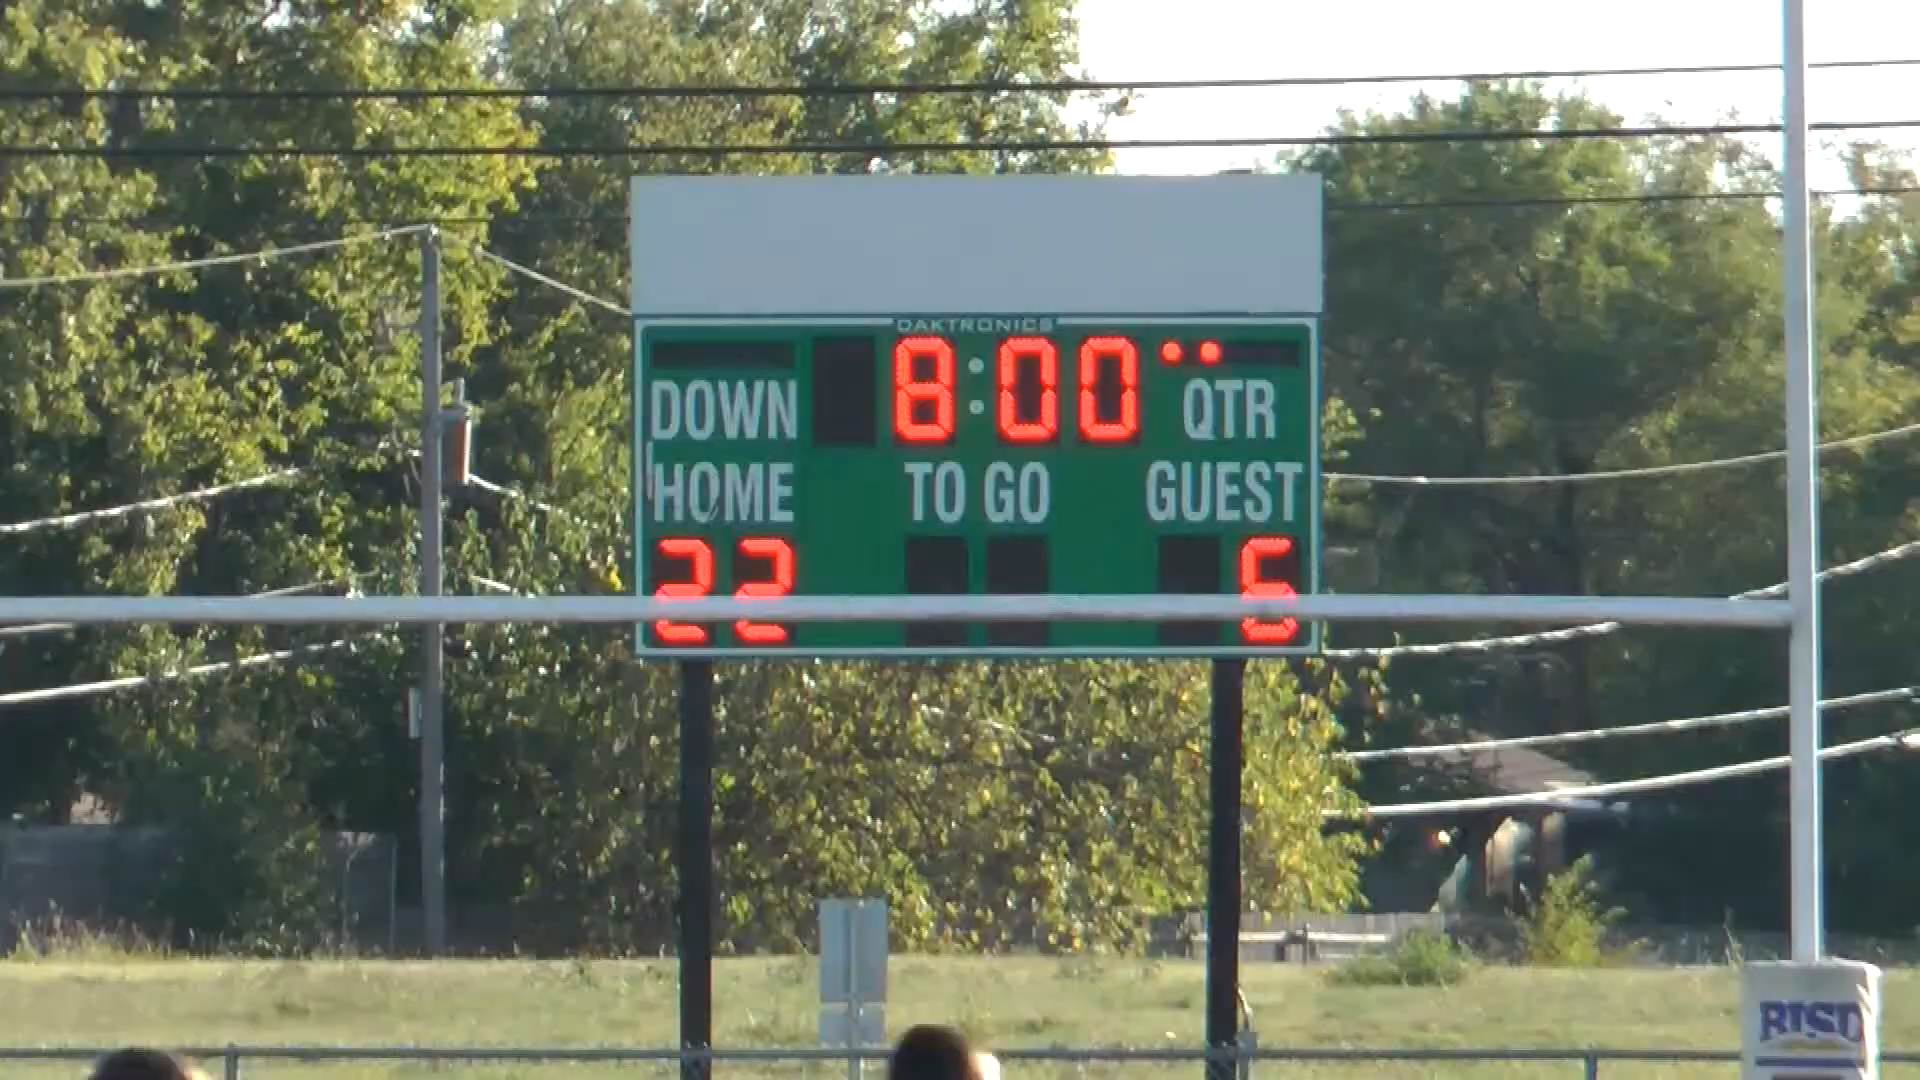 DAKTRONICS
8:00
DOWN QTR
HOME TO GO GUEST
22 5
RISD